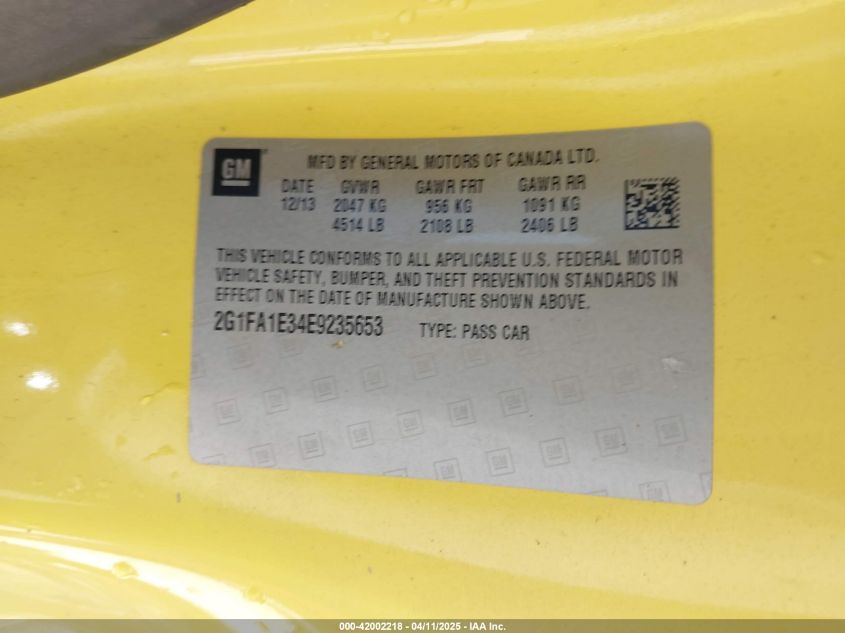 GM
MFD BY GENERAL MOTORS OF CANADA LTD.
DATE GVWR GAWR FRT GAWR RR
12/13 2047 KG 956 KG 1091 KG
4514 LB 2108 LB 2406 LB
THIS VEHICLE CONFORMS TO ALL APPLICABLE U.S. FEDERAL MOTOR
VEHICLE SAFETY, BUMPER, AND THEFT PREVENTION STANDARDS IN
EFFECT ON THE DATE OF MANUFACTURE SHOWN ABOVE.
2G1FA1E34E9235653 TYPE: PASS CAR
000-42002218 - 04/11/2025 - IAA Inc.